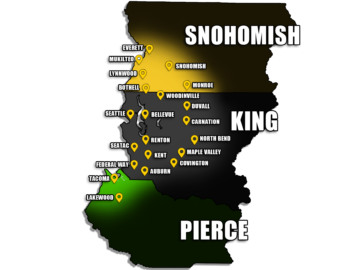 SNOHOMISH
EVERETT
MUKILTEO
SNOHOMISH
LYNNWOOD
BOTHELL
MONROE
WOODINVILLE
DUVALL
SEATTLE
BELLEVUE
CARNATION
KING
RENTON
NORTH BEND
SEATAC
KENT
MAPLE VALLEY
FEDERAL WAY
COVINGTON
AUBURN
TACOMA
LAKEWOOD
PIERCE